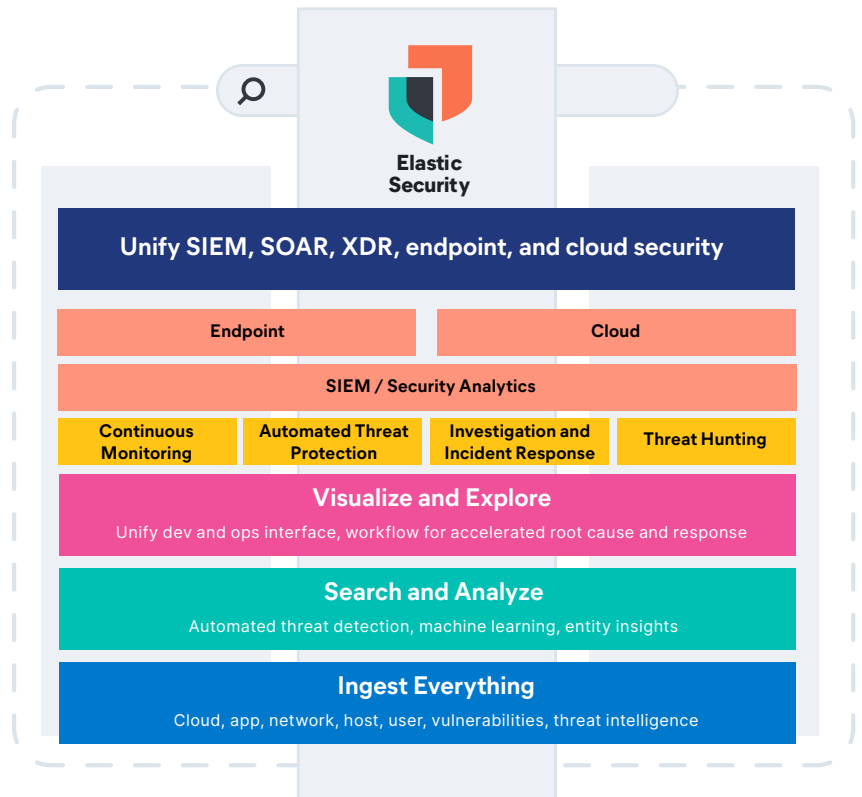 Elastic
Security
Unify SIEM, SOAR, XDR, endpoint, and cloud security
Endpoint
Cloud
SIEM / Security Analytics
Continuous
Monitoring
Automated Threat
Protection
Investigation and
Incident Response
Threat Hunting
Visualize and Explore
Unify dev and ops interface, workflow for accelerated root cause and response
Search and Analyze
Automated threat detection, machine learning, entity insights
Ingest Everything
Cloud, app, network, host, user, vulnerabilities, threat intelligence